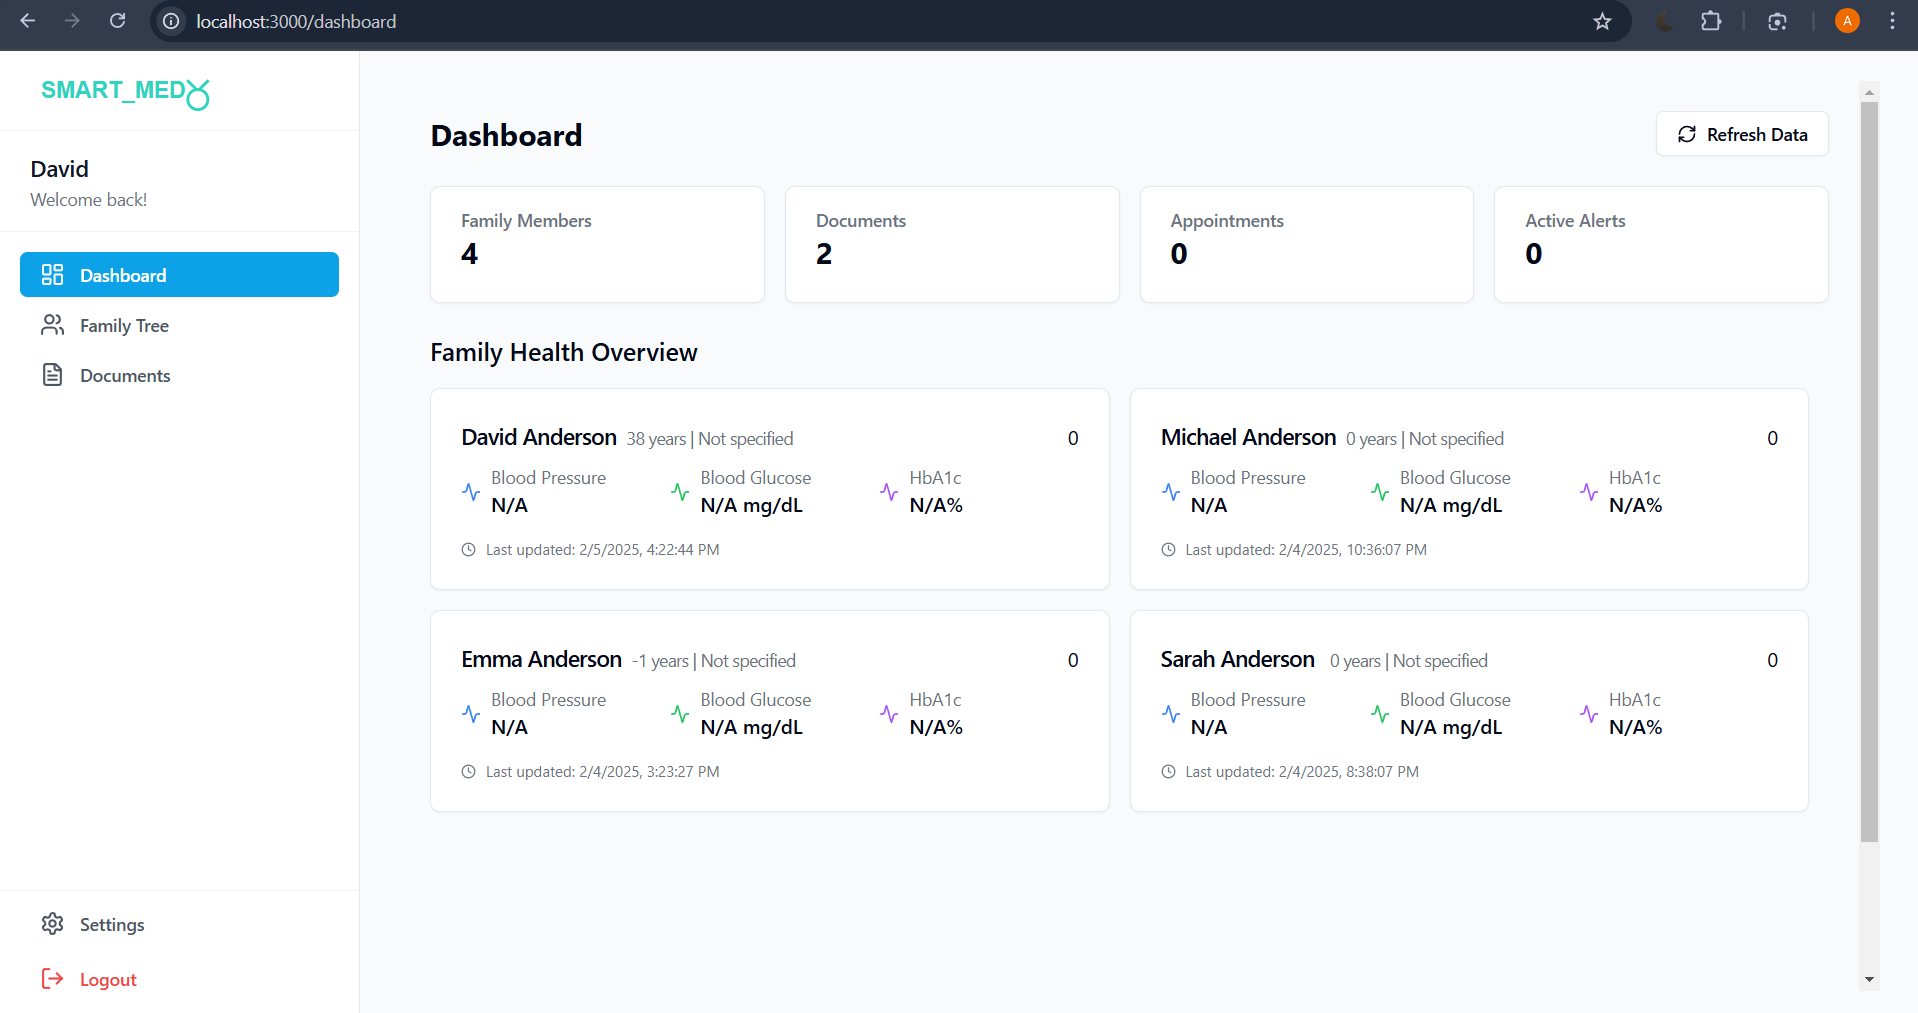 localhost:3000/dashboard
A
SMART_MED
David
Welcome back!
Dashboard
Family Tree
Documents
Settings
Logout
Dashboard
Refresh Data
Family Members
4
Documents
2
Appointments
0
Active Alerts
0
Family Health Overview
David Anderson 38 years | Not specified 0
Blood Pressure
N/A
Blood Glucose
N/A mg/dL
HbA1c
N/A%
Last updated: 2/5/2025, 4:22:44 PM
Michael Anderson 0 years | Not specified 0
Blood Pressure
N/A
Blood Glucose
N/A mg/dL
HbA1c
N/A%
Last updated: 2/4/2025, 10:36:07 PM
Emma Anderson -1 years | Not specified 0
Blood Pressure
N/A
Blood Glucose
N/A mg/dL
HbA1c
N/A%
Last updated: 2/4/2025, 3:23:27 PM
Sarah Anderson 0 years | Not specified 0
Blood Pressure
N/A
Blood Glucose
N/A mg/dL
HbA1c
N/A%
Last updated: 2/4/2025, 8:38:07 PM